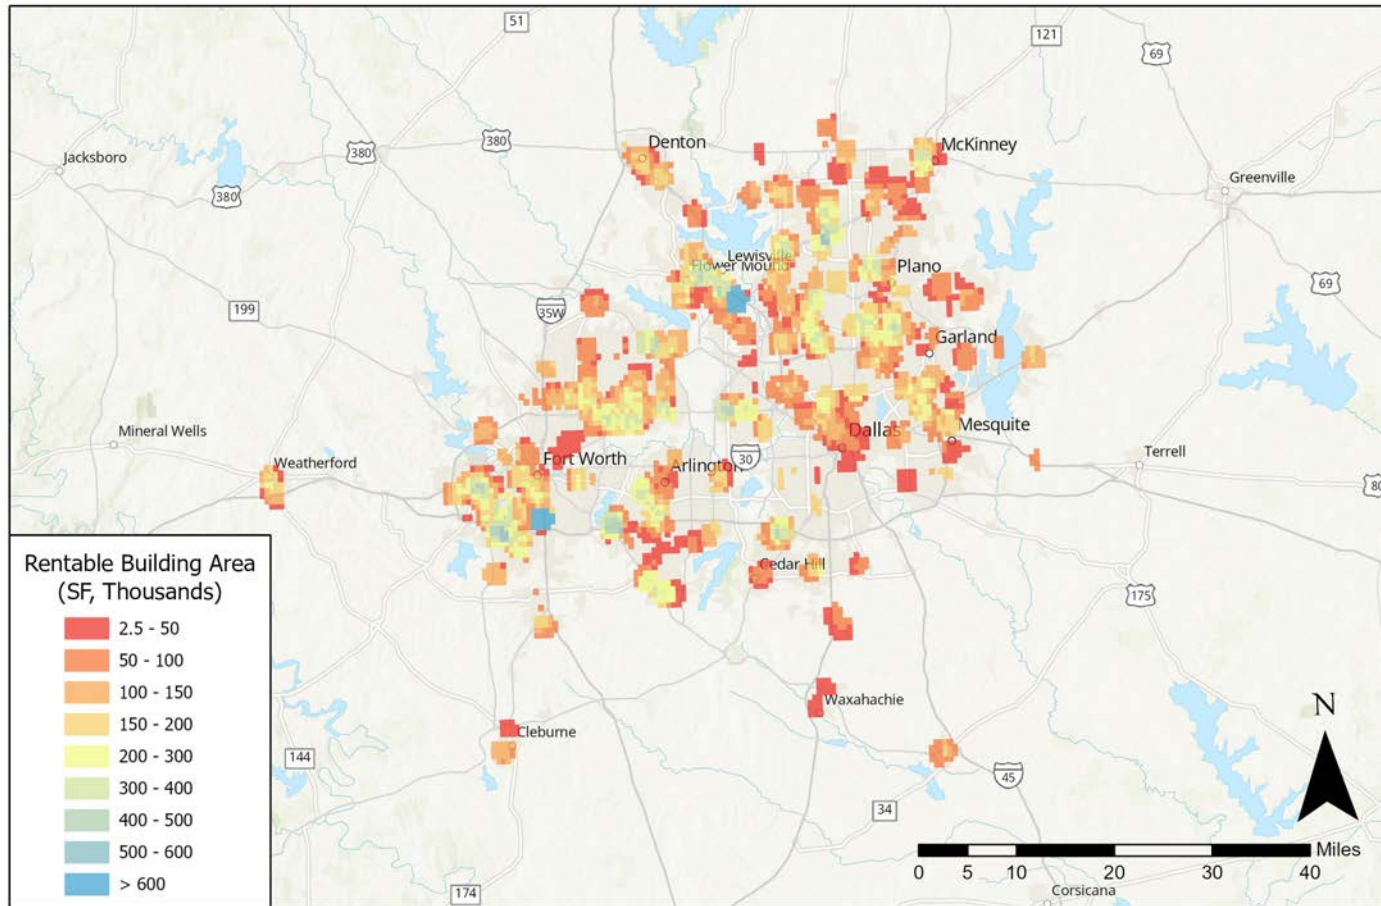 51
121
69
Denton
McKinney
380
380
Jacksboro
Greenville
380
Lewisville
Flower Mound
Plano
69
35W
199
Garland
Mineral Wells
Dallas
Mesquite
Weatherford
Fort Worth
Arlington
30
Terrell
80
Cedar Hill
175
Waxahachie
Cleburne
144
45
34
174
Corsicana
Rentable Building Area
(SF, Thousands)
2.5 - 50
50 - 100
100 - 150
150 - 200
200 - 300
300 - 400
400 - 500
500 - 600
> 600
N
Miles
0 5 10 20 30 40